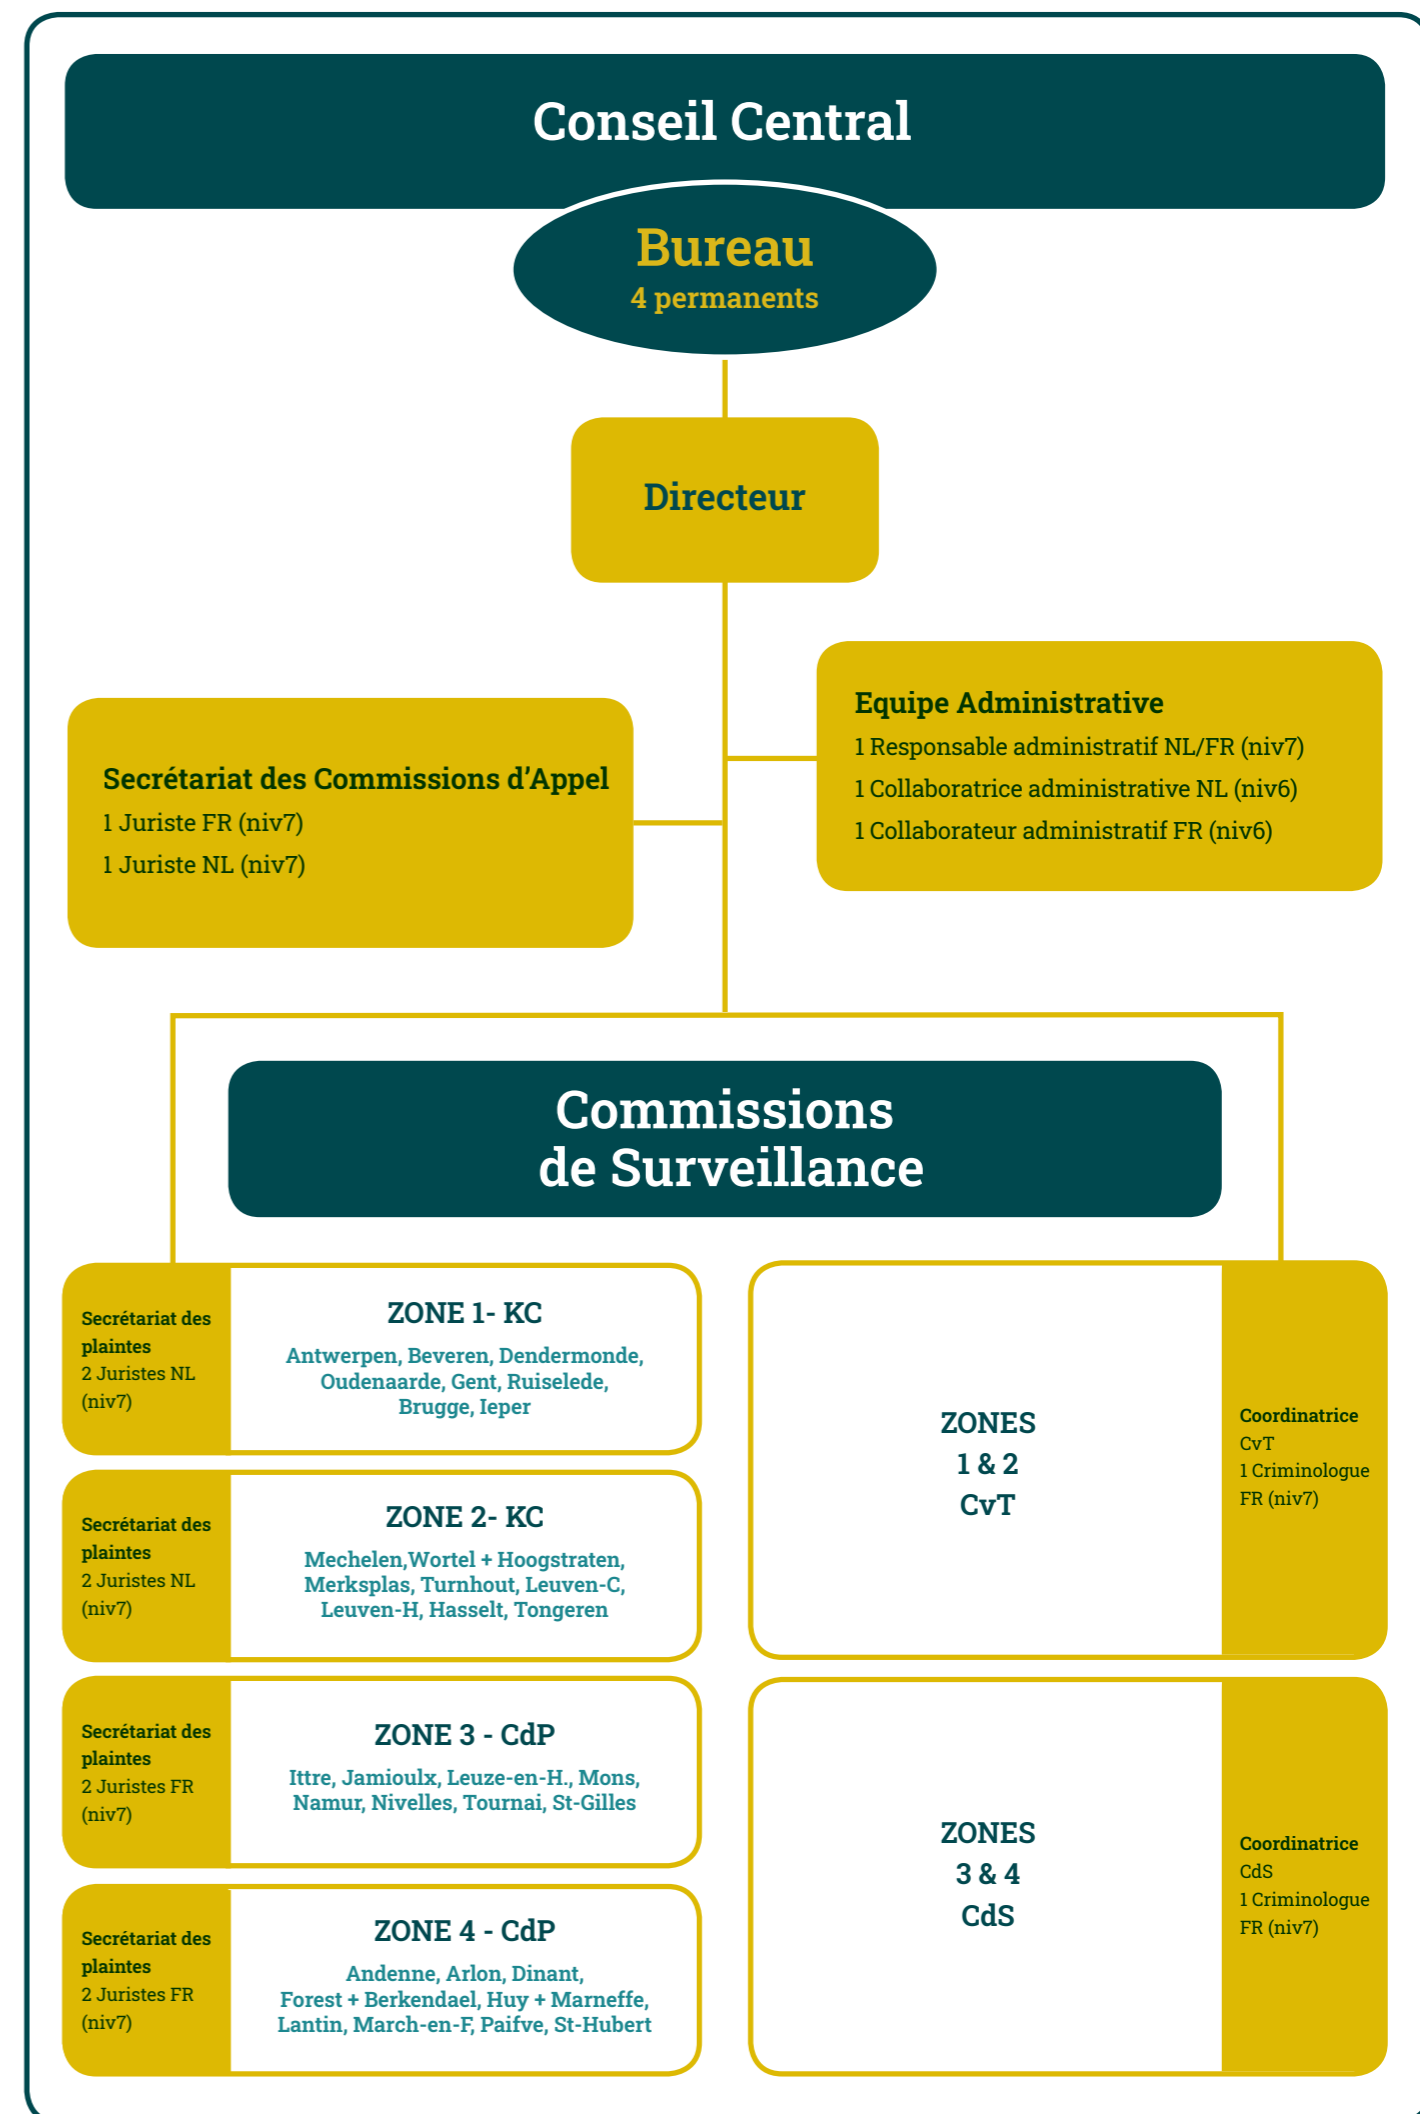 Conseil Central
Bureau
4 permanents
Directeur
Equipe Administrative
1 Responsable administratif NL/FR (niv7)
1 Collaboratrice administrative NL (niv6)
1 Collaborateur administratif FR (niv6)
Secrétariat des Commissions d’Appel
1 Juriste FR (niv7)
1 Juriste NL (niv7)
Commissions
de Surveillance
Secrétariat des
plaintes
2 Juristes NL
(niv7)
ZONE 1- KC
Antwerpen, Beveren, Dendermonde,
Oudenaarde, Gent, Ruiselede,
Brugge, Ieper
Secrétariat des
plaintes
2 Juristes NL
(niv7)
ZONE 2- KC
Mechelen,Wortel + Hoogstraten,
Merksplas, Turnhout, Leuven-C,
Leuven-H, Hasselt, Tongeren
Secrétariat des
plaintes
2 Juristes FR
(niv7)
ZONE 3 - CdP
Ittre, Jamioulx, Leuze-en-H., Mons,
Namur, Nivelles, Tournai, St-Gilles
Secrétariat des
plaintes
2 Juristes FR
(niv7)
ZONE 4 - CdP
Andenne, Arlon, Dinant,
Forest + Berkendael, Huy + Marneffe,
Lantin, March-en-F, Paifve, St-Hubert
ZONES
1 & 2
CvT
Coordinatrice
CvT
1 Criminologue
FR (niv7)
ZONES
3 & 4
CdS
Coordinatrice
CdS
1 Criminologue
FR (niv7)